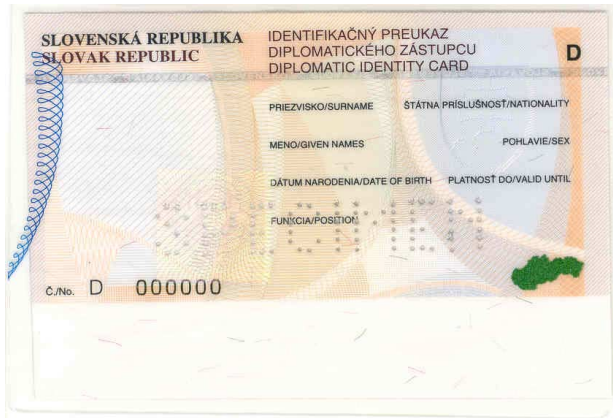 SLOVENSKÁ REPUBLIKA
SLOVAK REPUBLIC
IDENTIFIKAČNÝ PREUKAZ
DIPLOMATICKÉHO ZÁSTUPCU
DIPLOMATIC IDENTITY CARD
D
PRIEZVISKO/SURNAME ŠTÁTNA PRÍSLUŠNOSŤ/NATIONALITY
MENO/GIVEN NAMES POHLAVIE/SEX
DÁTUM NARODENIA/DATE OF BIRTH PLATNOSŤ DO/VALID UNTIL
FUNKCIA/POSITION
Č./No. D 000000